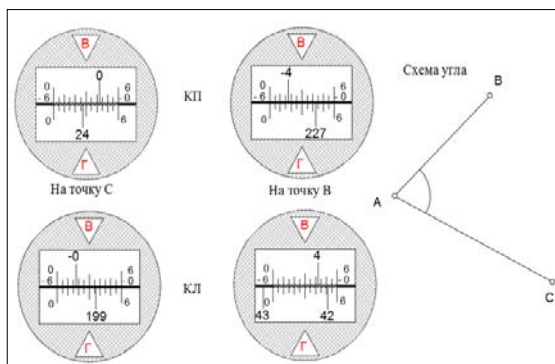 В
0
0 6
-6 -0
0 6
24
Г
На точку С
КП
В
-4
0 6
-6 -0
0 6
227
Г
На точку В
Схема угла
В
А
С
В
-0
0 6
-6 -0
0 6
199
Г
КЛ
В
4
0 6
-6 -0
0 6
43 42
Г